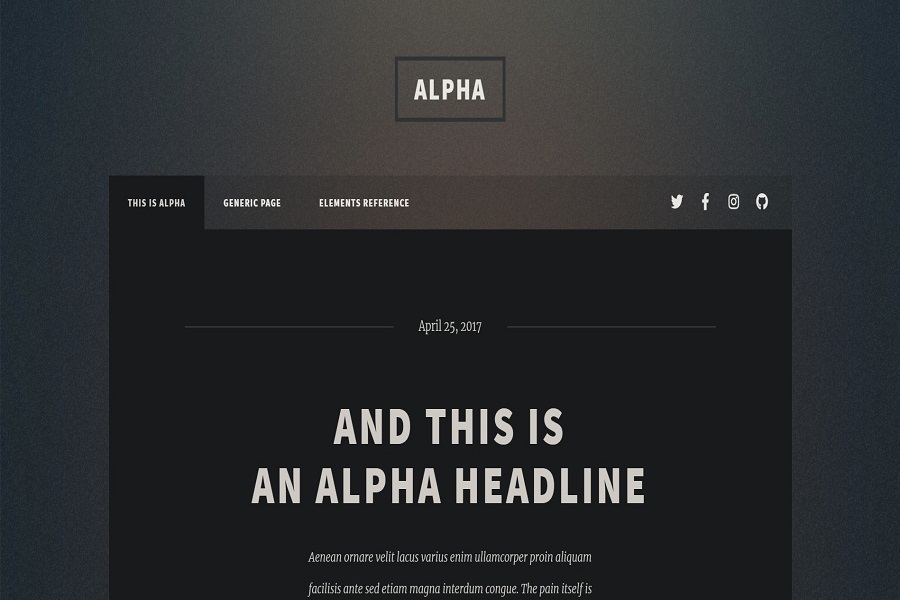 ALPHA
THIS IS ALPHA GENERIC PAGE ELEMENTS REFERENCE
April 25, 2017
AND THIS IS
AN ALPHA HEADLINE
Aenean ornare velit lacus varius enim ullamcorper proin aliquam
facilisis ante sed etiam magna interdum congue. The pain itself is